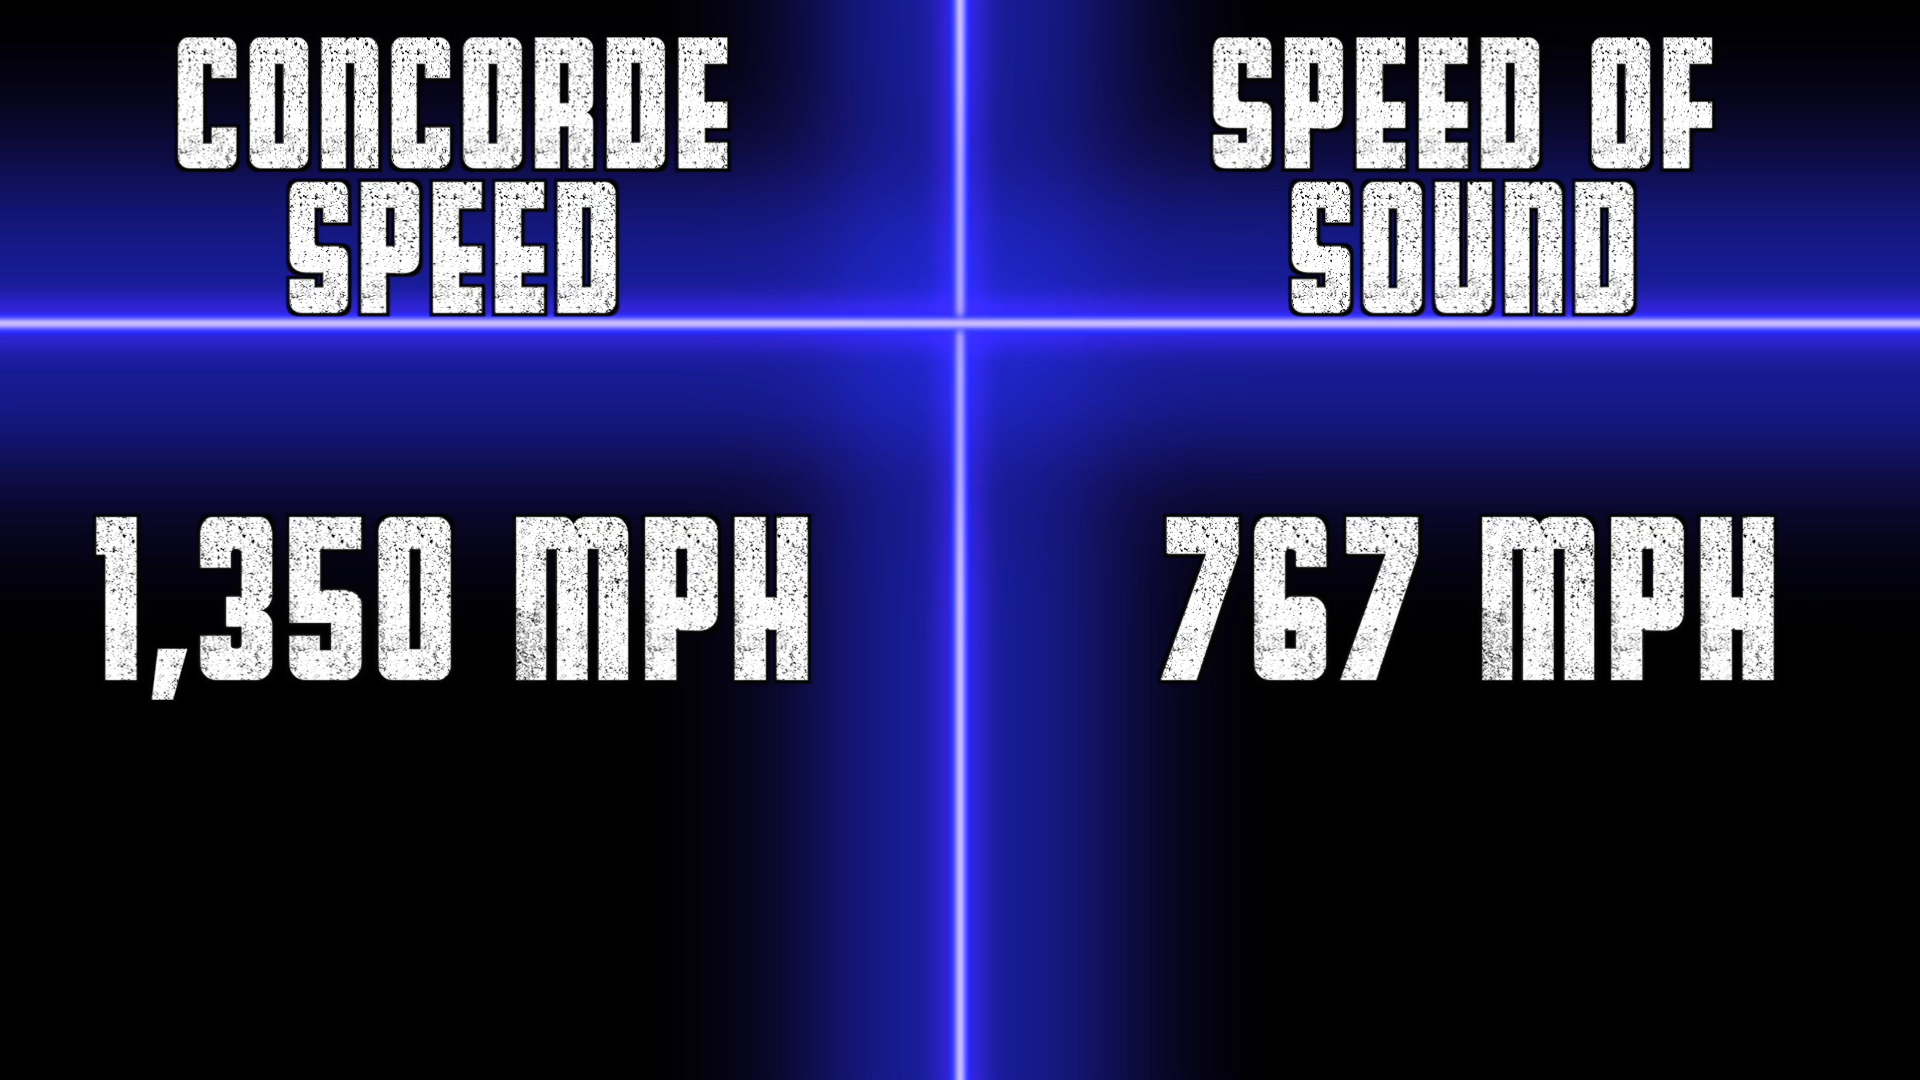 CONCORDE
SPEED
SPEED OF
SOUND
1,350 MPH
767 MPH